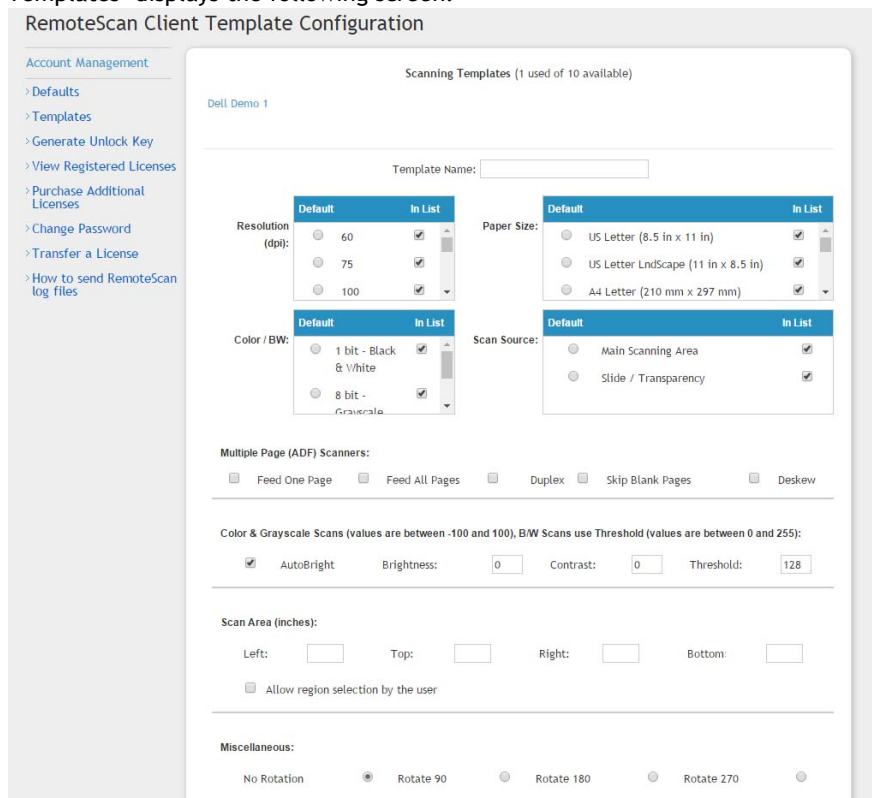 Templates" displays the following screen:
RemoteScan Client Template Configuration
Account Management
Defaults
Templates
Generate Unlock Key
View Registered Licenses
Purchase Additional
Licenses
Change Password
Transfer a License
How to send RemoteScan
log files
Scanning Templates (1 used of 10 available)
Dell Demo 1
Template Name:
Resolution
(dpi):
Default In List
60
75
100
Paper Size:
Default In List
US Letter (8.5 in x 11 in)
US Letter LndScape (11 in x 8.5 in)
A4 Letter (210 mm x 297 mm)
Color / BW:
Default In List
1 bit - Black
& White
8 bit -
Grayscale
Scan Source:
Default In List
Main Scanning Area
Slide / Transparency
Multiple Page (ADF) Scanners:
Feed One Page Feed All Pages Duplex Skip Blank Pages Deskew
Color & Grayscale Scans (values are between -100 and 100), B/W Scans use Threshold (values are between 0 and 255):
AutoBright Brightness: 0 Contrast: 0 Threshold: 128
Scan Area (inches):
Left: Top: Right: Bottom:
Allow region selection by the user
Miscellaneous:
No Rotation Rotate 90 Rotate 180 Rotate 270